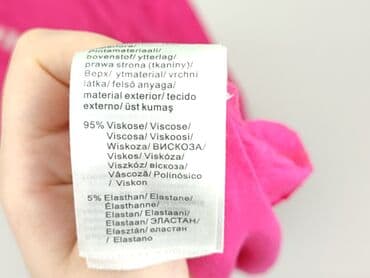 Pintamateriaali/
bovenstof/ ytterlag/
prawa strona (tkaniny)/
Bepx/ ytmaterial/ vrchní
látka/ felső anyaga/
material exterior/ tecido
externo/ üst kumaş
95% Viskose/ Viscose/
Viscosa/ Viskoosi/
Wiskoza/ ВИСКОЗА/
Viskos/ Viskóza/
Viszkóz/ віскоза/
Vâscoză/ Polinósico
/ Viskon
5% Elasthan/ Elastane/
Élasthanne/
Elastan/ Elastaani/
Elastaan/ ЭЛАСТАН/
Elasztán/ еластан
/ Elastano